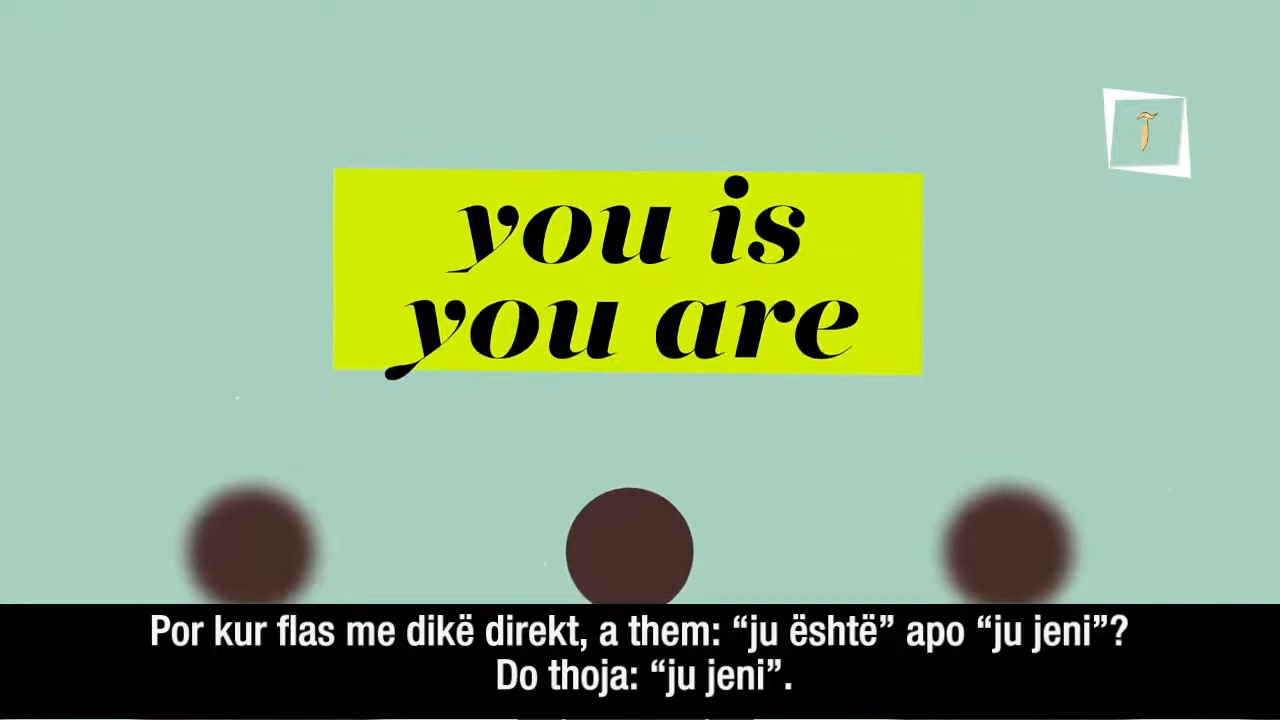 you is
you are
T
Por kur flas me dikë direkt, a them: “ju është” apo “ju jeni”?
Do thoja: “ju jeni”.